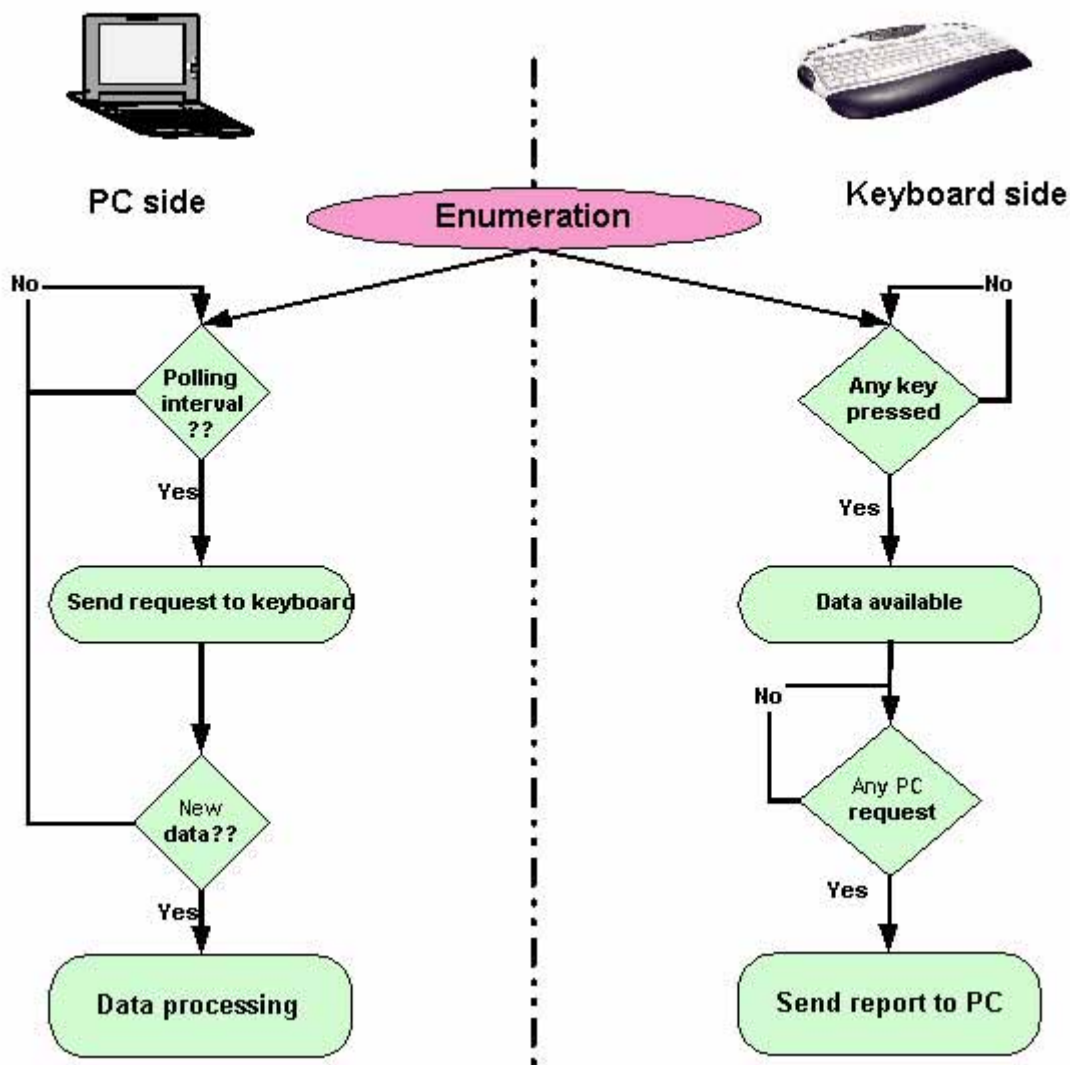 PC side
Keyboard side
Enumeration
No
Polling
interval
??
Yes
Send request to keyboard
New
data??
Yes
Data processing
No
Any key
pressed
Yes
Data available
No
Any PC
request
Yes
Send report to PC